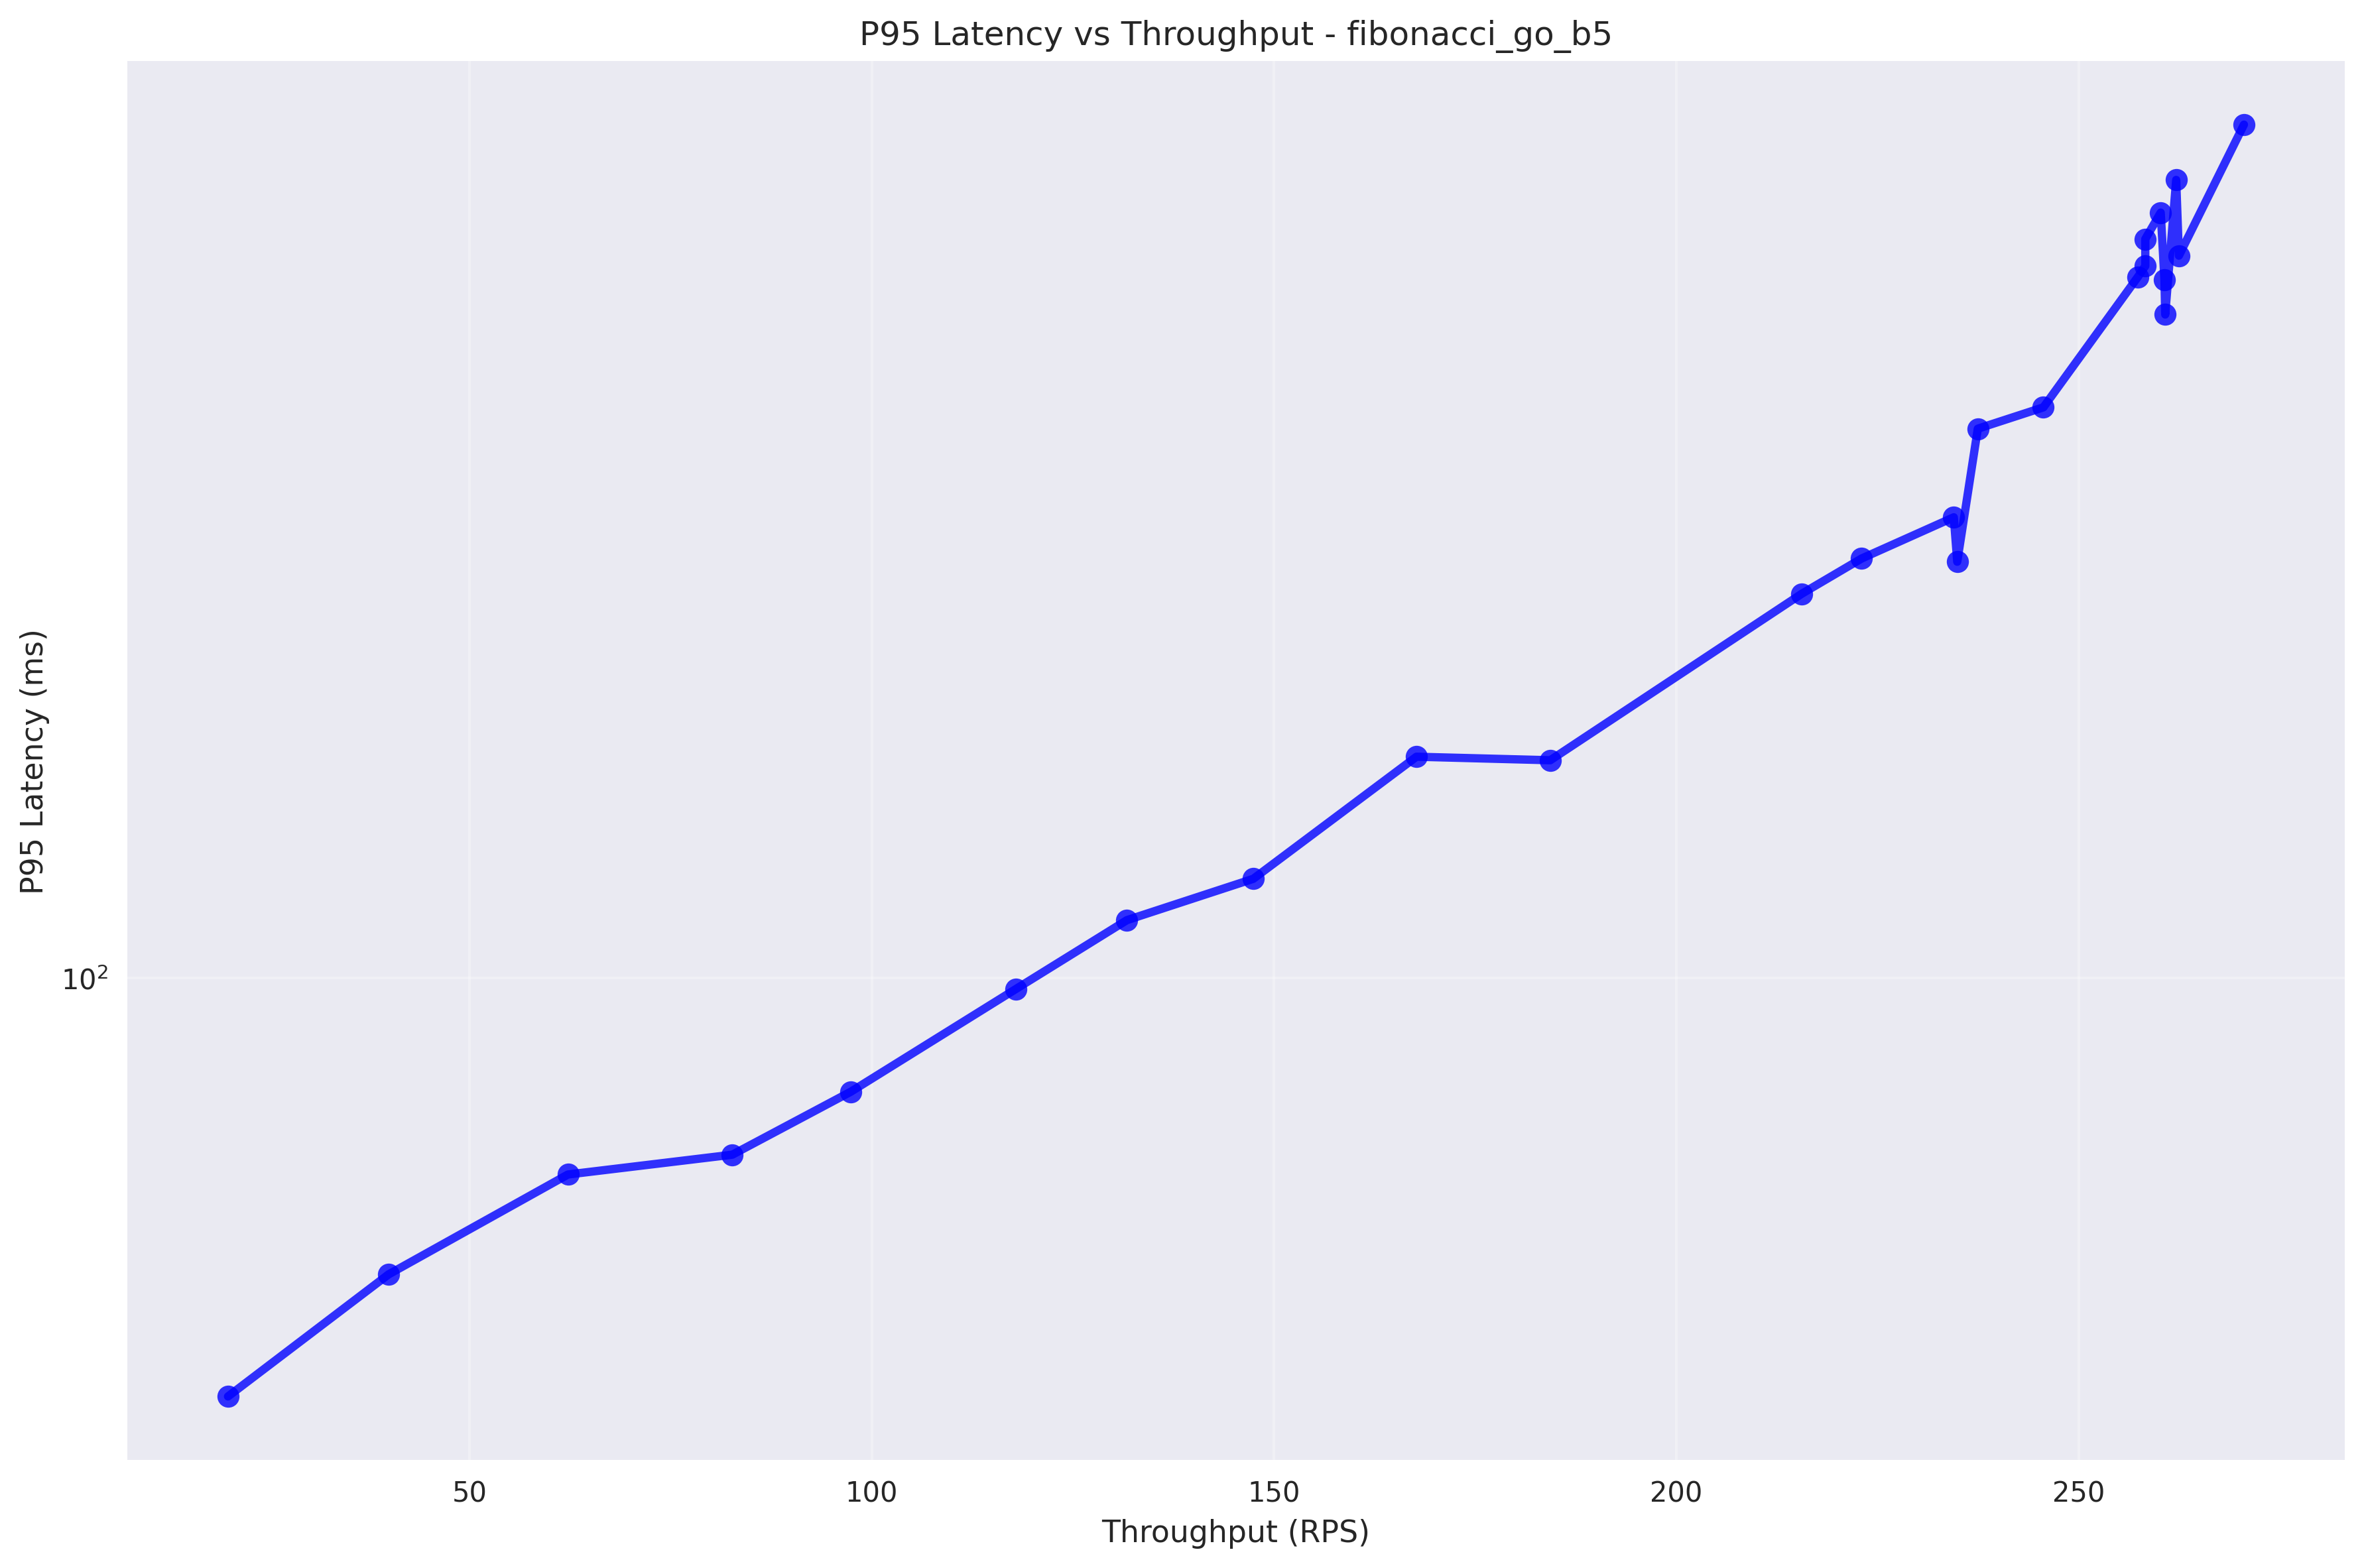 P95 Latency vs Throughput - fibonacci_go_b5
P95 Latency (ms)
10²
50 100 150 200 250
Throughput (RPS)